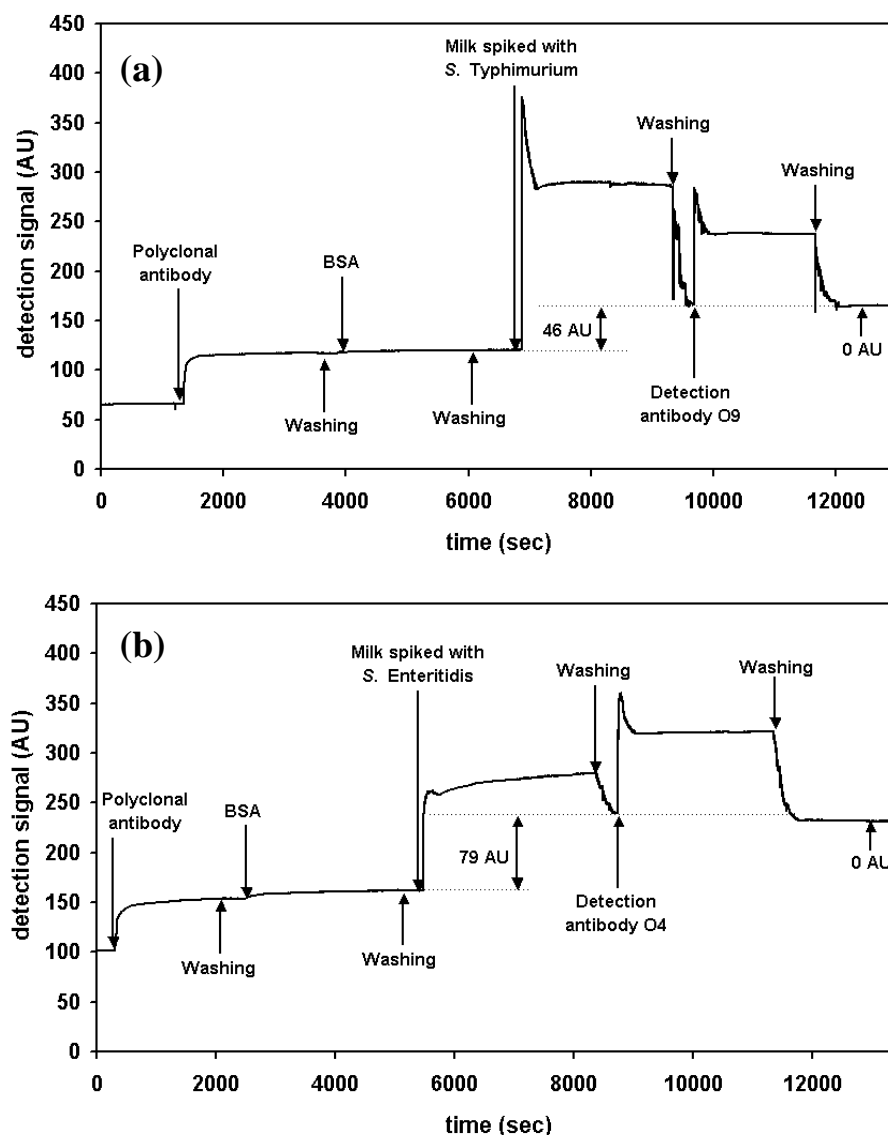 (a)
detection signal (AU)
450
400
350
300
250
200
150
100
50
0
Milk spiked with
S. Typhimurium
Washing
Washing
Polyclonal
antibody
BSA
46 AU
0 AU
Washing
Washing
Detection
antibody O9
0 2000 4000 6000 8000 10000 12000
time (sec)
(b)
detection signal (AU)
450
400
350
300
250
200
150
100
50
0
Milk spiked with
S. Enteritidis
Washing
Washing
Polyclonal
antibody
BSA
79 AU
0 AU
Washing
Washing
Detection
antibody O4
0 2000 4000 6000 8000 10000 12000
time (sec)